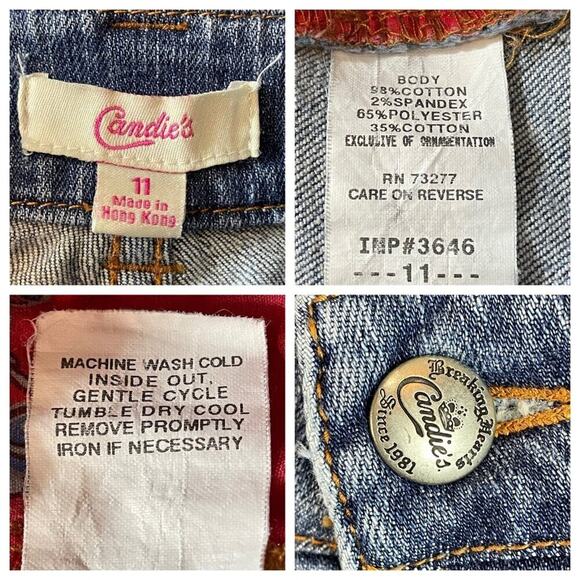 Candie's
11
Made in
Hong Kong
BODY
98%COTTON
2%SPANDEX
65%POLYESTER
35%COTTON
EXCLUSIVE OF ORNAMENTATION
RN 73277
CARE ON REVERSE
IMP#3646
---11---
MACHINE WASH COLD
INSIDE OUT,
GENTLE CYCLE
TUMBLE DRY COOL
REMOVE PROMPTLY
IRON IF NECESSARY
Breaking Hearts
Candie's
Since 1981